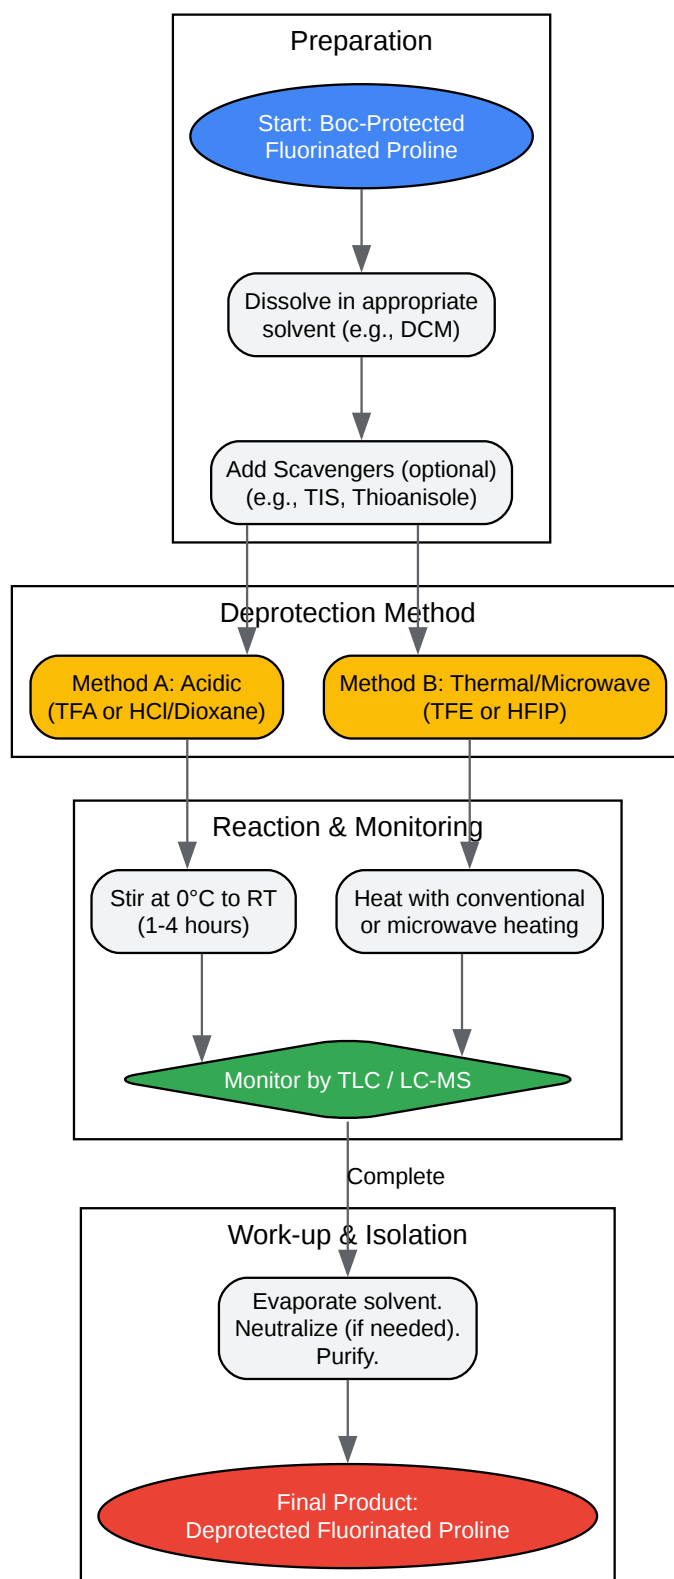 Preparation
Start: Boc-Protected
Fluorinated Proline
Dissolve in appropriate
solvent (e.g., DCM)
Add Scavengers (optional)
(e.g., TIS, Thioanisole)
Deprotection Method
Method A: Acidic
(TFA or HCl/Dioxane)
Method B: Thermal/Microwave
(TFE or HFIP)
Reaction & Monitoring
Stir at 0°C to RT
(1-4 hours)
Heat with conventional
or microwave heating
Monitor by TLC / LC-MS
Complete
Work-up & Isolation
Evaporate solvent.
Neutralize (if needed).
Purify.
Final Product:
Deprotected Fluorinated Proline